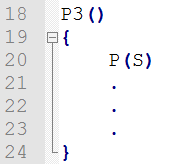 18 P3()
19 {
20 P(S)
21 .
22 .
23 .
24 }